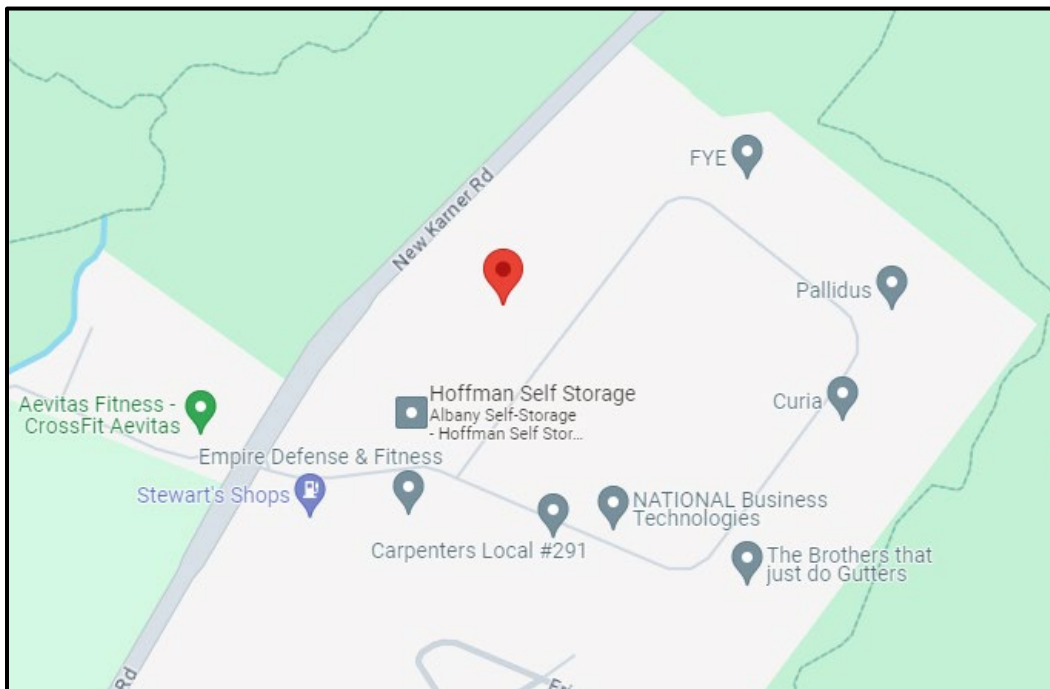 FYE
New Karner Rd
Pallidus
Hoffman Self Storage
Albany Self-Storage
- Hoffman Self Stor...
Curia
Aevitas Fitness -
CrossFit Aevitas
Empire Defense & Fitness
Stewart's Shops
NATIONAL Business
Technologies
Carpenters Local #291
The Brothers that
just do Gutters
Rd